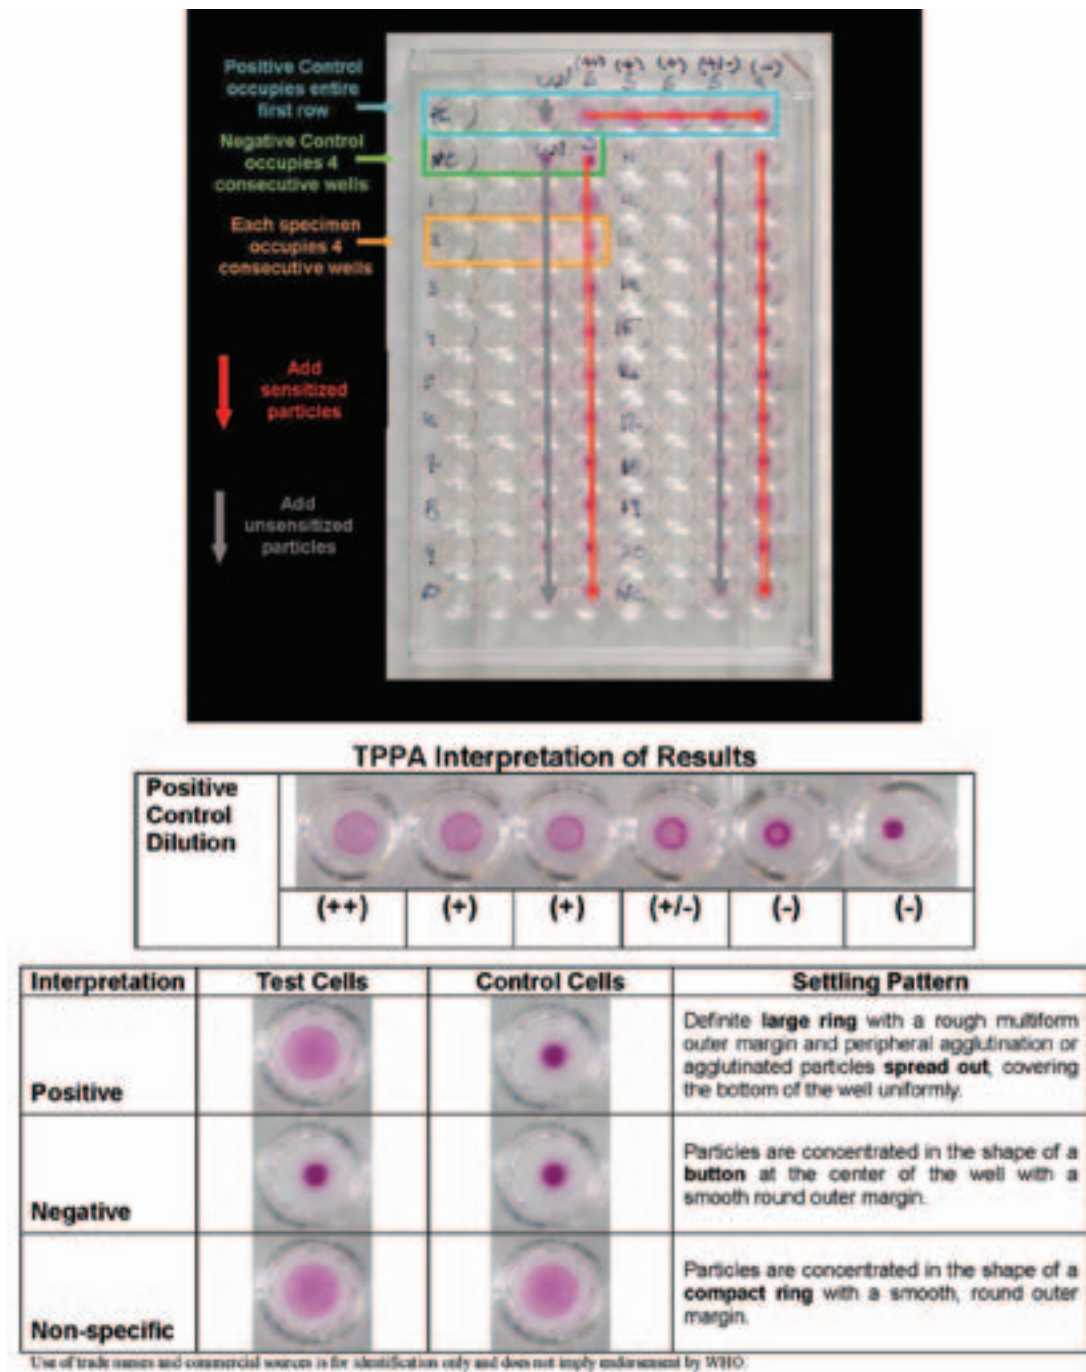 Positive Control
occupies entire
first row
Negative Control
occupies 4
consecutive wells
Each specimen
occupies 4
consecutive wells
Add
sensitized
particles
Add
unsensitized
particles
(++) (+) (+) (+/-) (-)
PC
NC
NC
TPPA Interpretation of Results
Positive
Control
Dilution
(++) (+) (+) (+/-) (-) (-)
Interpretation Test Cells Control Cells Settling Pattern
Positive
Definite large ring with a rough multiform
outer margin and peripheral agglutination or
agglutinated particles spread out, covering
the bottom of the well uniformly.
Negative
Particles are concentrated in the shape of a
button at the center of the well with a
smooth round outer margin.
Non-specific
Particles are concentrated in the shape of a
compact ring with a smooth, round outer
margin.
Use of trade names and commercial sources is for identification only and does not imply endorsement by WHO.